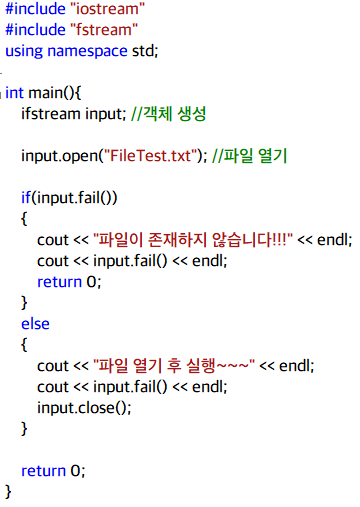 #include "iostream"
#include "fstream"
using namespace std;
int main(){
ifstream input; //객체 생성
input.open("FileTest.txt"); //파일 열기
if(input.fail())
{
cout << "파일이 존재하지 않습니다!!!" << endl;
cout << input.fail() << endl;
return 0;
}
else
{
cout << "파일 열기 후 실행~~~" << endl;
cout << input.fail() << endl;
input.close();
}
return 0;
}